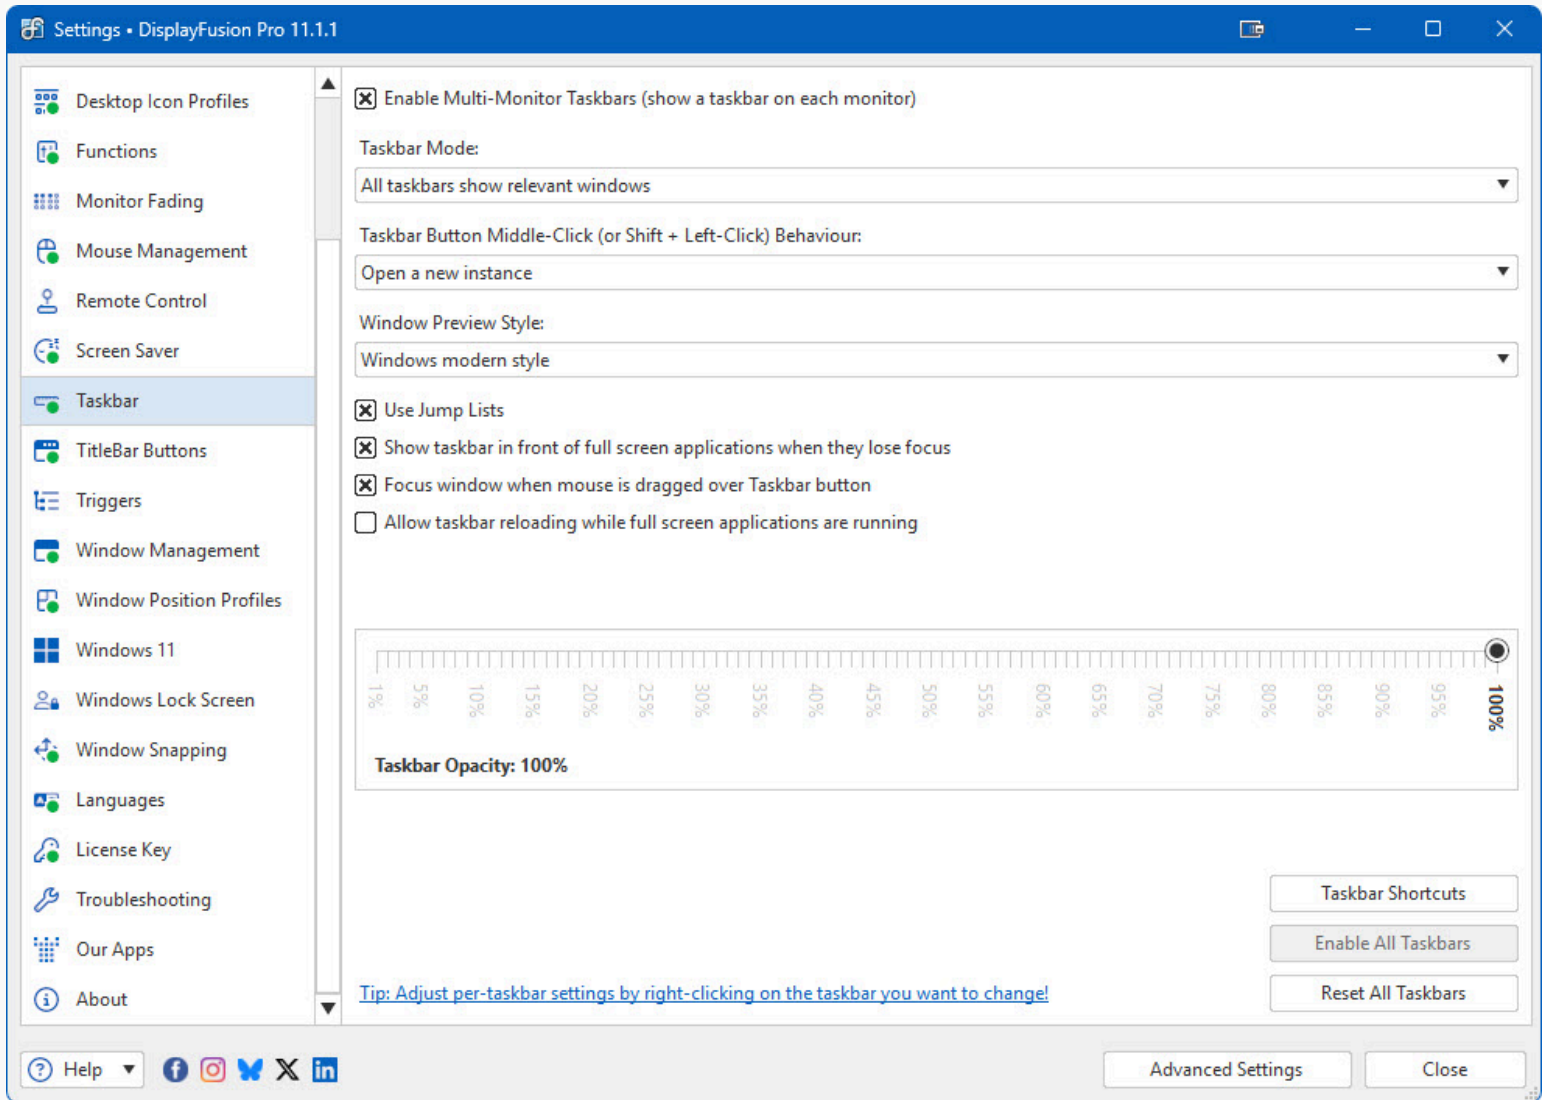 Settings • DisplayFusion Pro 11.1.1
Desktop Icon Profiles
Functions
Monitor Fading
Mouse Management
Remote Control
Screen Saver
Taskbar
TitleBar Buttons
Triggers
Window Management
Window Position Profiles
Windows 11
Windows Lock Screen
Window Snapping
Languages
License Key
Troubleshooting
Our Apps
About
Enable Multi-Monitor Taskbars (show a taskbar on each monitor)
Taskbar Mode:
All taskbars show relevant windows
Taskbar Button Middle-Click (or Shift + Left-Click) Behaviour:
Open a new instance
Window Preview Style:
Windows modern style
Use Jump Lists
Show taskbar in front of full screen applications when they lose focus
Focus window when mouse is dragged over Taskbar button
Allow taskbar reloading while full screen applications are running
1% 5% 10% 15% 20% 25% 30% 35% 40% 45% 50% 55% 60% 65% 70% 75% 80% 85% 90% 95% 100%
Taskbar Opacity: 100%
Taskbar Shortcuts
Enable All Taskbars
Tip: Adjust per-taskbar settings by right-clicking on the taskbar you want to change!
Reset All Taskbars
Help
Advanced Settings
Close